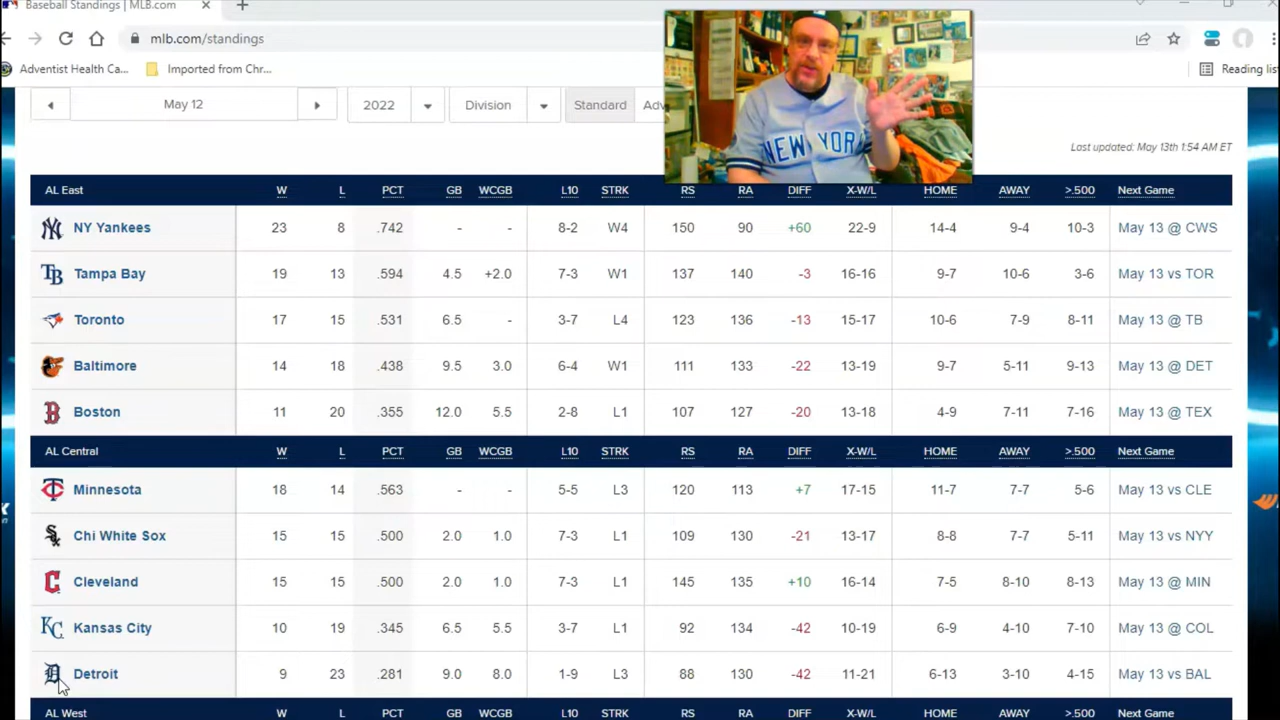 Baseball Standings | MLB.com
mlb.com/standings
Adventist Health Ca... Imported from Chr... Reading list
May 12 2022 Division Standard Adv
Last updated: May 13th 1:54 AM ET
NEW YORK
AL East W L PCT GB WCGB L10 STRK RS RA DIFF X-W/L HOME AWAY >.500 Next Game
NY Yankees 23 8 .742 - - 8-2 W4 150 90 +60 22-9 14-4 9-4 10-3 May 13 @ CWS
Tampa Bay 19 13 .594 4.5 +2.0 7-3 W1 137 140 -3 16-16 9-7 10-6 3-6 May 13 vs TOR
Toronto 17 15 .531 6.5 - 3-7 L4 123 136 -13 15-17 10-6 7-9 8-11 May 13 @ TB
Baltimore 14 18 .438 9.5 3.0 6-4 W1 111 133 -22 13-19 9-7 5-11 9-13 May 13 @ DET
Boston 11 20 .355 12.0 5.5 2-8 L1 107 127 -20 13-18 4-9 7-11 7-16 May 13 @ TEX
AL Central W L PCT GB WCGB L10 STRK RS RA DIFF X-W/L HOME AWAY >.500 Next Game
Minnesota 18 14 .563 - - 5-5 L3 120 113 +7 17-15 11-7 7-7 5-6 May 13 vs CLE
Chi White Sox 15 15 .500 2.0 1.0 7-3 L1 109 130 -21 13-17 8-8 7-7 5-11 May 13 vs NYY
Cleveland 15 15 .500 2.0 1.0 7-3 L1 145 135 +10 16-14 7-5 8-10 8-13 May 13 @ MIN
Kansas City 10 19 .345 6.5 5.5 3-7 L1 92 134 -42 10-19 6-9 4-10 7-10 May 13 @ COL
Detroit 9 23 .281 9.0 8.0 1-9 L3 88 130 -42 11-21 6-13 3-10 4-15 May 13 vs BAL
AL West W L PCT GB WCGB L10 STRK RS RA DIFF X-W/L HOME AWAY >.500 Next Game